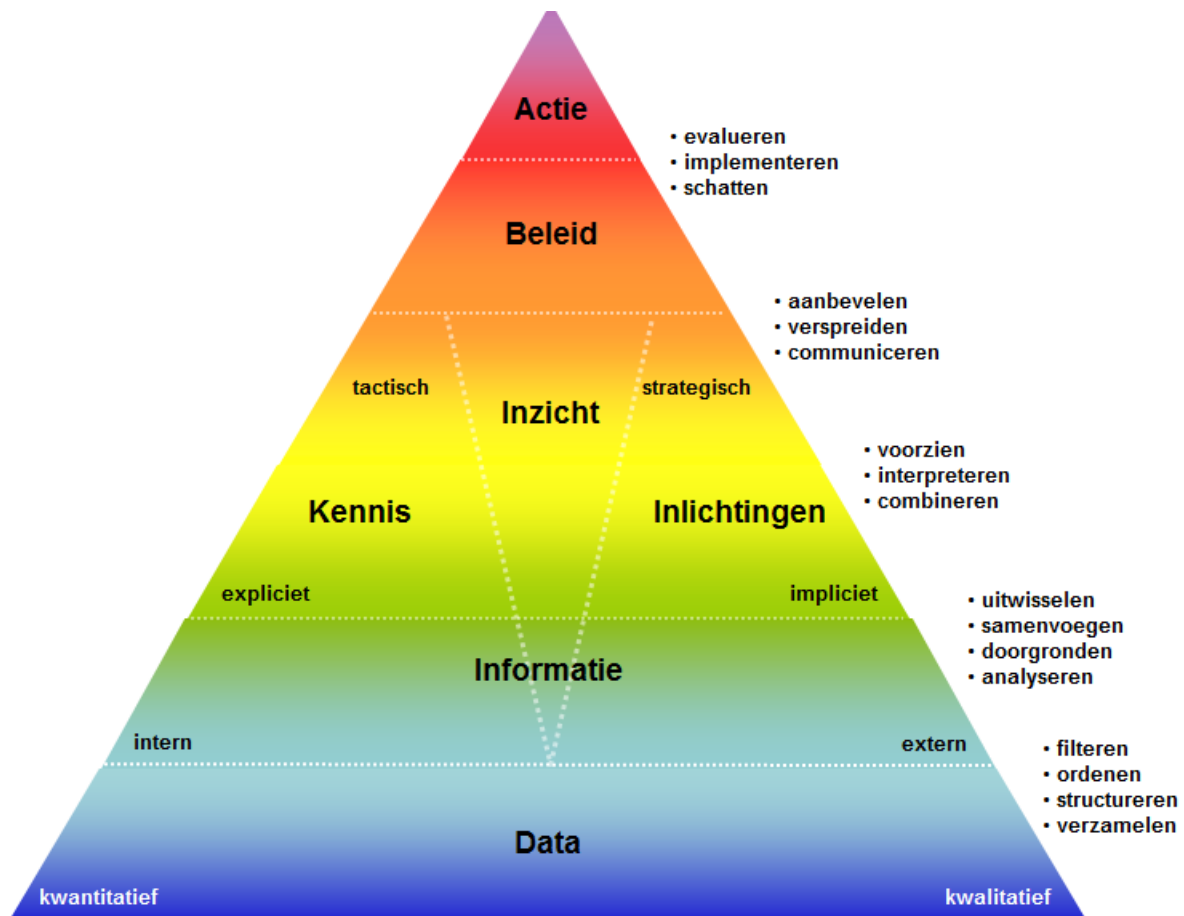 Actie
• evalueren
• implementeren
• schatten
Beleid
• aanbevelen
• verspreiden
• communiceren
tactisch
strategisch
Inzicht
• voorzien
• interpreteren
• combineren
Kennis
Inlichtingen
expliciet
impliciet
• uitwisselen
• samenvoegen
• doorgronden
• analyseren
Informatie
intern
extern
• filteren
• ordenen
• structureren
• verzamelen
Data
kwantitatief
kwalitatief